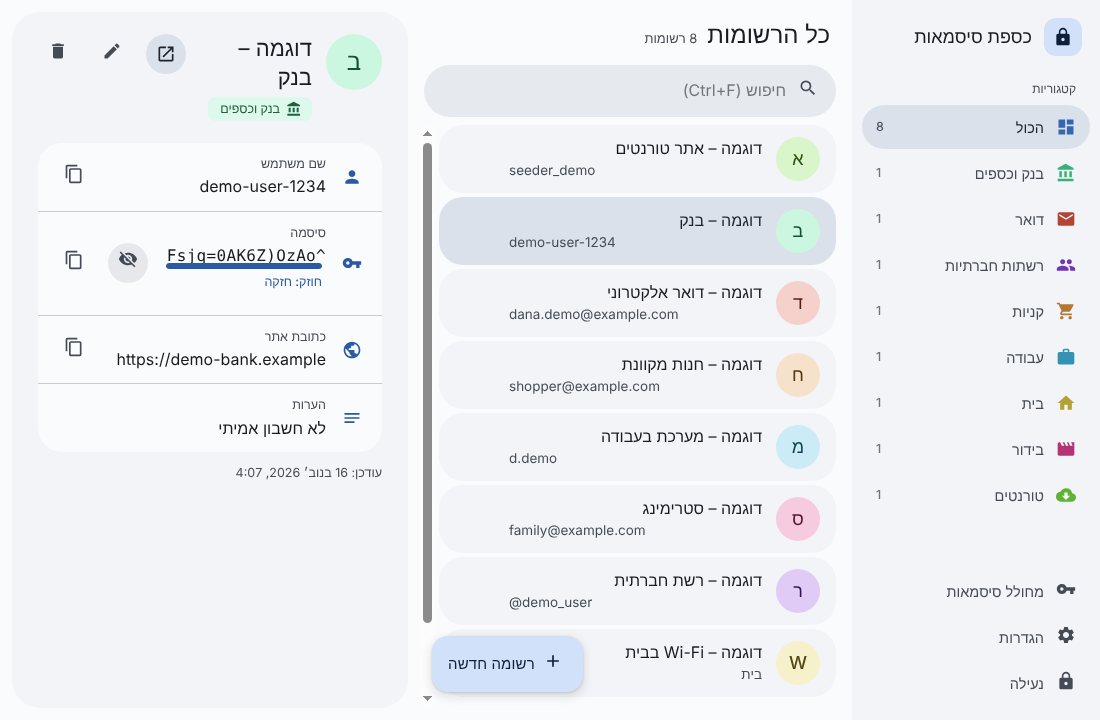 כספת סיסמאות
קטגוריות
הכול 8
בנק וכספים 1
דואר 1
רשתות חברתיות 1
קניות 1
עבודה 1
בית 1
בידור 1
טורנטים 1
מחולל סיסמאות
הגדרות
נעילה
כל הרשומות 8 רשומות
חיפוש (Ctrl+F)
א
דוגמה – אתר טורנטים
seeder_demo
ב
דוגמה – בנק
demo-user-1234
ד
דוגמה – דואר אלקטרוני
dana.demo@example.com
ח
דוגמה – חנות מקוונת
shopper@example.com
מ
דוגמה – מערכת בעבודה
d.demo
ס
דוגמה – סטרימינג
family@example.com
ר
דוגמה – רשת חברתית
@demo_user
W
דוגמה – Wi-Fi בבית
בית
רשומה חדשה
ב
דוגמה –
בנק
בנק וכספים
שם משתמש
demo-user-1234
סיסמה
Fsjq=0AK6Z)OzAo^
חוזק: חזקה
כתובת אתר
https://demo-bank.example
הערות
לא חשבון אמיתי
עודכן: 16 בנוב׳ 2026, 4:07